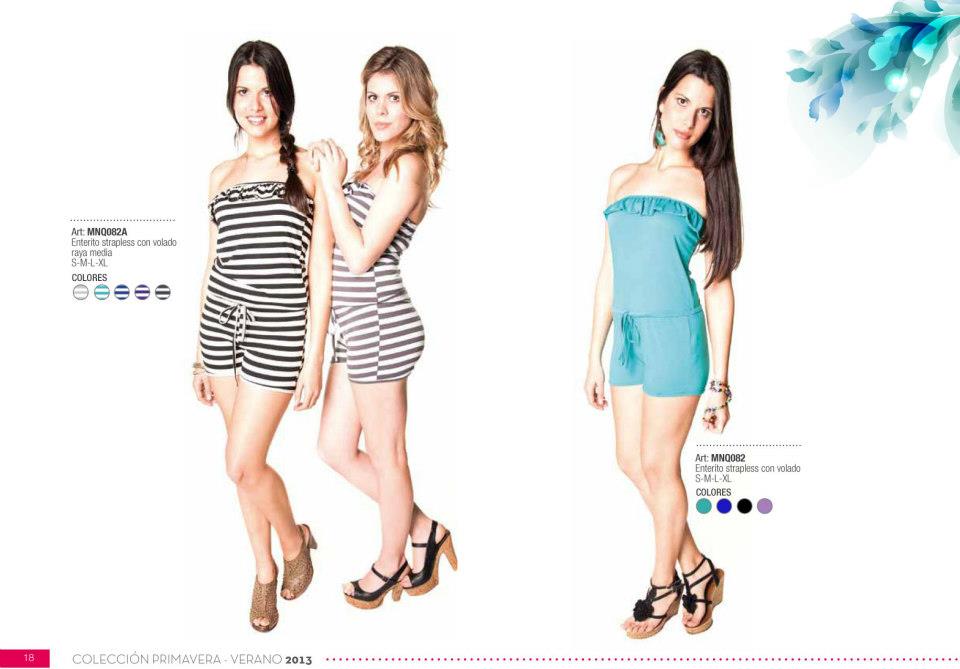 Art: MNQ082A
Enterito strapless con volado
raya media
S-M-L-XL
COLORES
Art: MNQ082
Enterito strapless con volado
S-M-L-XL
COLORES
18
COLECCIÓN PRIMAVERA - VERANO 2013